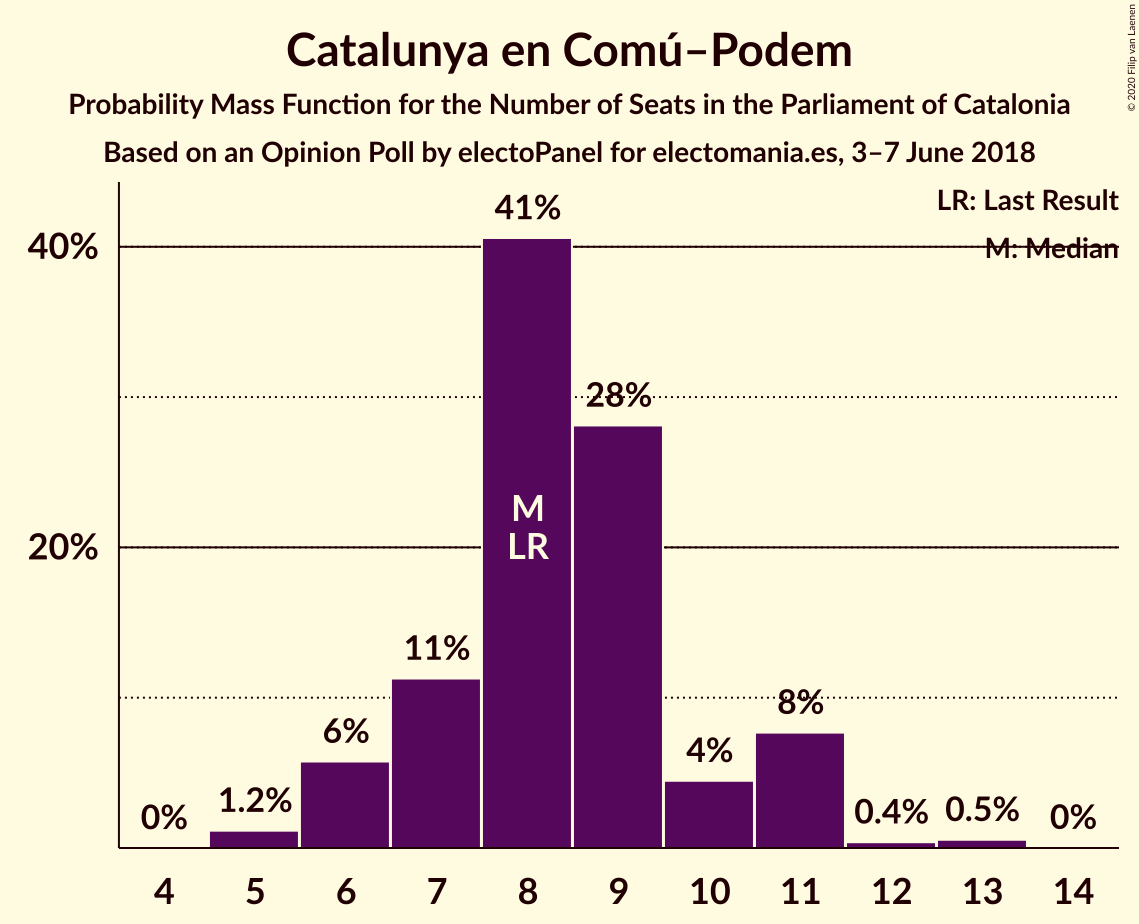 © 2020 Filip van Laenen
Catalunya en Comú–Podem
Probability Mass Function for the Number of Seats in the Parliament of Catalonia
Based on an Opinion Poll by electoPanel for electomania.es, 3–7 June 2018
LR: Last Result
M: Median
41%
40%
28%
M
LR
20%
11%
8%
6%
4%
1.2%
0%
0.4%
0.5%
0%
4 5 6 7 8 9 10 11 12 13 14